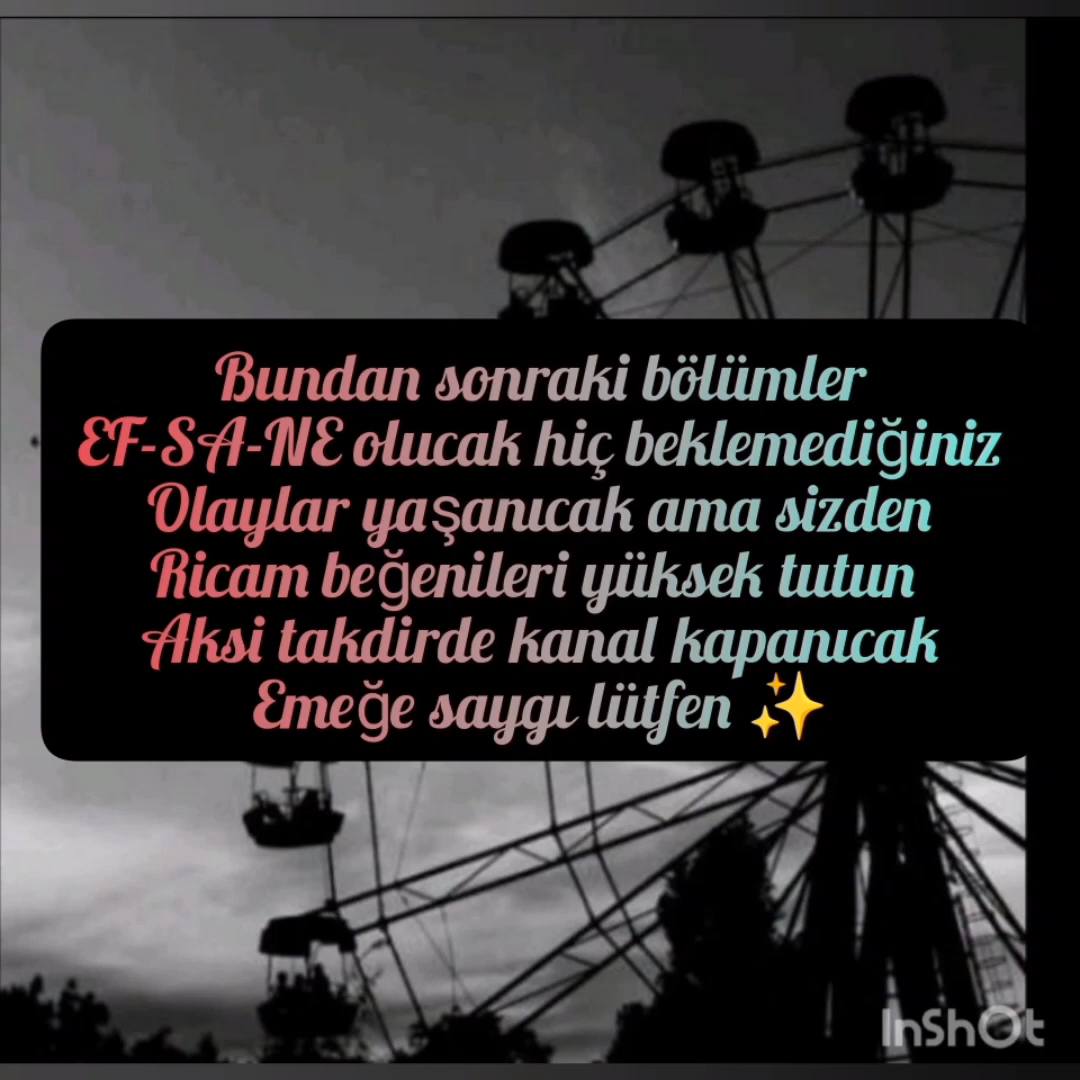 Bundan sonraki bölümler
EF-SA-NE olucak hiç beklemediğiniz
Olaylar yaşanıcak ama sizden
Ricam beğenileri yüksek tutun
Aksi takdirde kanal kapanıcak
Emeğe saygı lütfen ✨
InShOt